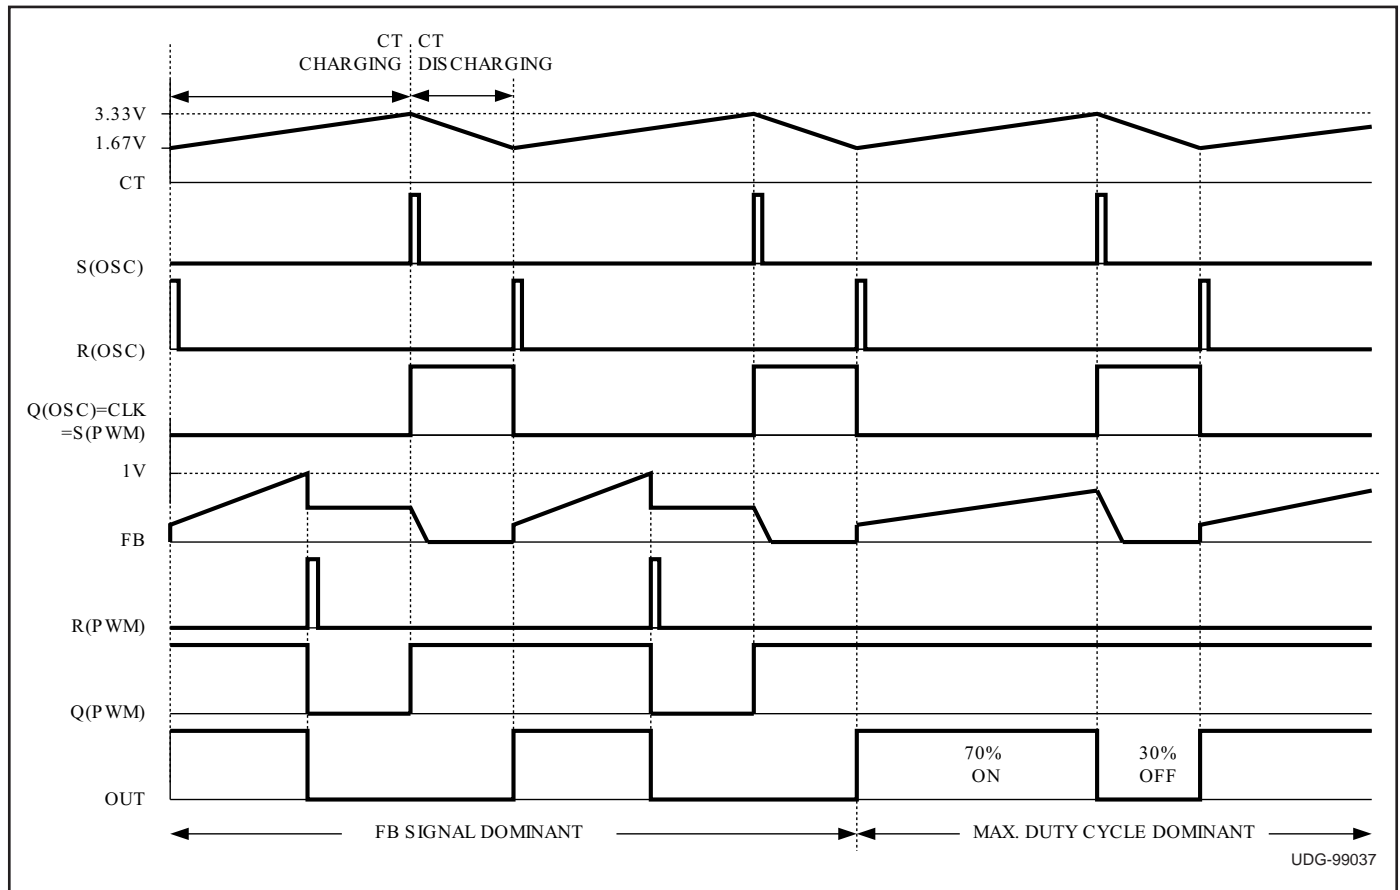 CT CT
CHARGING DISCHARGING
3.33V
1.67V
CT
S(OSC)
R(OSC)
Q(OSC)=CLK
=S(PWM)
1V
FB
R(PWM)
Q(PWM)
70%
ON
30%
OFF
OUT
FB SIGNAL DOMINANT
MAX. DUTY CYCLE DOMINANT
UDG-99037